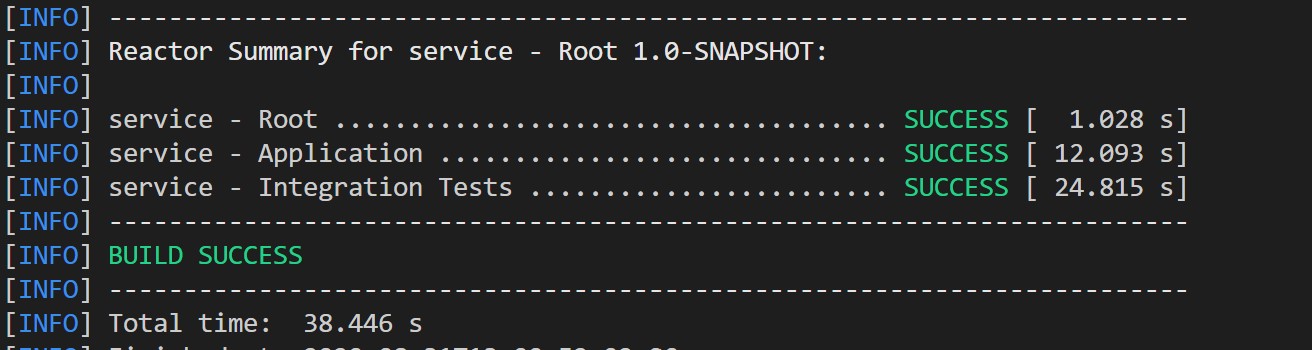 [INFO] ------------------------------------------------------------------------
[INFO] Reactor Summary for service - Root 1.0-SNAPSHOT:
[INFO]
[INFO] service - Root ..................................... SUCCESS [  1.028 s]
[INFO] service - Application .............................. SUCCESS [ 12.093 s]
[INFO] service - Integration Tests ........................ SUCCESS [ 24.815 s]
[INFO] ------------------------------------------------------------------------
[INFO] BUILD SUCCESS
[INFO] ------------------------------------------------------------------------
[INFO] Total time:  38.446 s
[INFO]